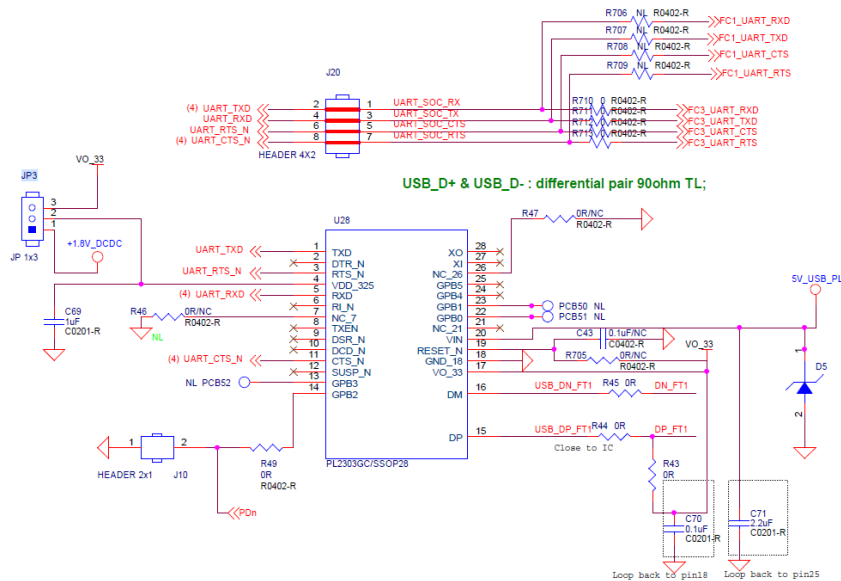 R706 NL R0402-R FC1_UART_RXD
R707 NL R0402-R FC1_UART_TXD
R708 NL R0402-R FC1_UART_CTS
R709 NL R0402-R FC1_UART_RTS
J20
(4) UART_TXD 2 1 UART_SOC_RX R710 0 R0402-R FC3_UART_RXD
UART_RXD 4 3 UART_SOC_TX R711 0 R0402-R FC3_UART_TXD
UART_RTS_N 6 5 UART_SOC_CTS R712 0 R0402-R FC3_UART_CTS
(4) UART_CTS_N 8 7 UART_SOC_RTS R713 0 R0402-R FC3_UART_RTS
HEADER 4X2
USB_D+ & USB_D- : differential pair 90ohm TL;
JP3
VO_33
3
2
1
+1.8V_DCDC
JP 1x3
C69
1uF
C0201-R
R46 0R/NC
R0402-R
NL
U28
R47 0R/NC
R0402-R
UART_TXD 1 TXD
2 DTR_N
UART_RTS_N 3 RTS_N
4 VDD_325
(4) UART_RXD 5 RXD
6 RI_N
7 NC_7
8 TXEN
9 DSR_N
10 DCD_N
(4) UART_CTS_N 11 CTS_N
12 SUSP_N
NL PCB52 13 GPB3
14 GPB2
XO 28
XI 27
NC_26 26
GPB5 25
GPB4 24
GPB1 23 PCB50 NL
GPB0 22 PCB51 NL
NC_21 21
VIN 20
RESET_N 19
GND_18 18
VO_33 17
DM 16 USB_DN_FT1 R45 0R DN_FT1
DP 15 USB_DP_FT1 R44 0R DP_FT1
Close to IC
PL2303GC/SSOP28
C43 0.1uF/NC
C0402-R
R705 0R/NC
R0402-R
VO_33
5V_USB_PL
1
D5
2
HEADER 2x1
1 2
J10
R49
0R
R0402-R
PDn
R43
0R
C70
0.1uF
C0201-R
C71
2.2uF
C0201-R
Loop back to pin18
Loop back to pin25